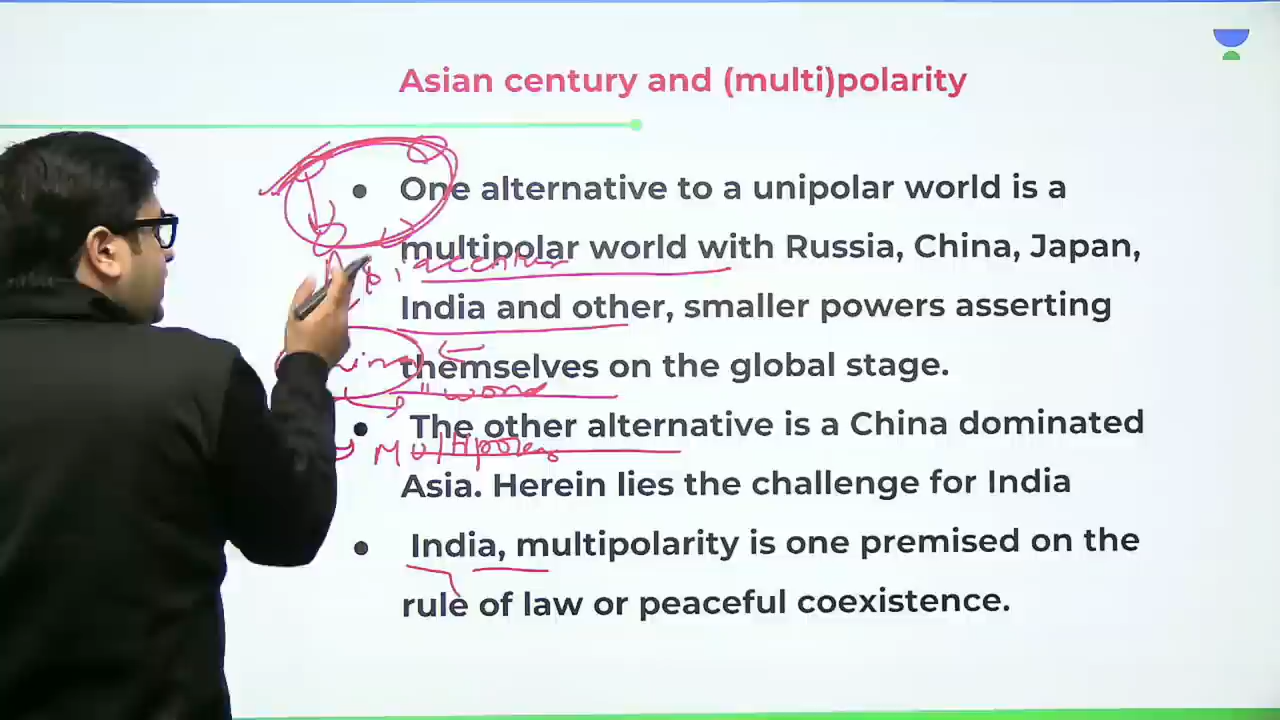 Asian century and (multi)polarity
• One alternative to a unipolar world is a
multipolar world with Russia, China, Japan,
India and other, smaller powers asserting
themselves on the global stage.
• The other alternative is a China dominated
Asia. Herein lies the challenge for India
• India, multipolarity is one premised on the
rule of law or peaceful coexistence.